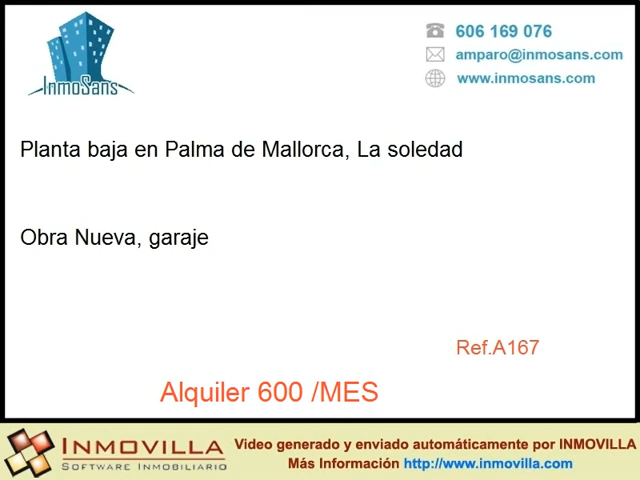 InmoSans
606 169 076
amparo@inmosans.com
www.inmosans.com
Planta baja en Palma de Mallorca, La soledad
Obra Nueva, garaje
Ref.A167
Alquiler 600 /MES
INMOVILLA
SOFTWARE INMOBILIARIO
Video generado y enviado automáticamente por INMOVILLA
Más Información http://www.inmovilla.com